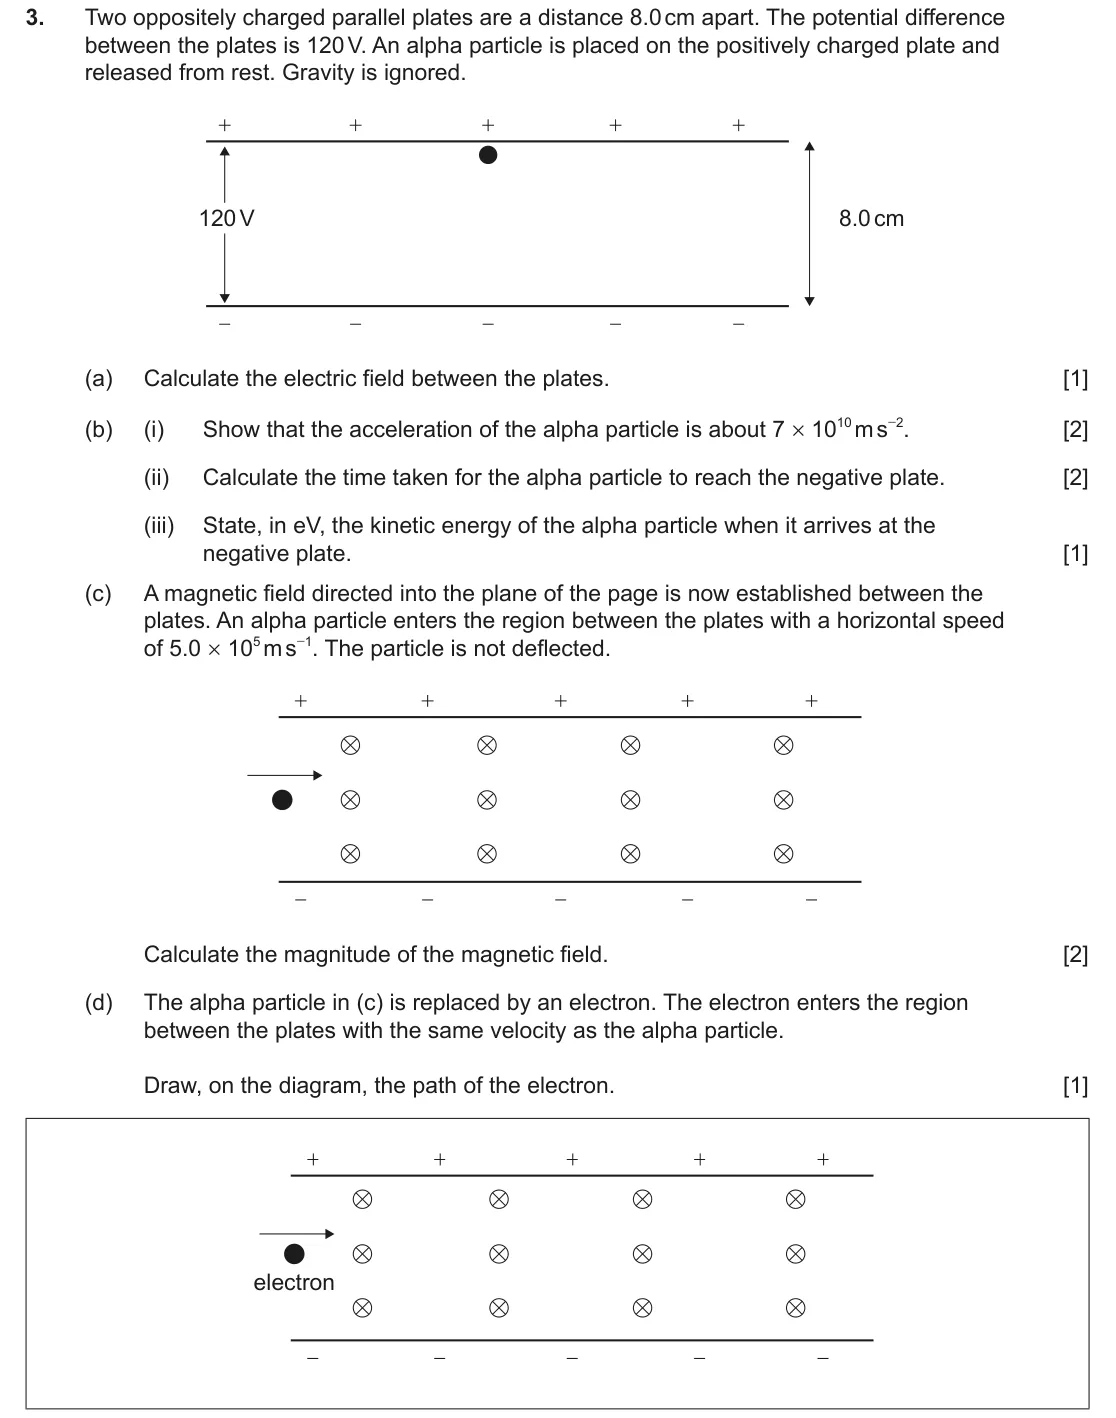 3. Two oppositely charged parallel plates are a distance 8.0 cm apart. The potential difference
between the plates is 120 V. An alpha particle is placed on the positively charged plate and
released from rest. Gravity is ignored.
+ + + + +
120 V 8.0 cm
– – – – –
(a) Calculate the electric field between the plates. [1]
(b) (i) Show that the acceleration of the alpha particle is about 7 × 10¹⁰ m s⁻². [2]
(ii) Calculate the time taken for the alpha particle to reach the negative plate. [2]
(iii) State, in eV, the kinetic energy of the alpha particle when it arrives at the
negative plate. [1]
(c) A magnetic field directed into the plane of the page is now established between the
plates. An alpha particle enters the region between the plates with a horizontal speed
of 5.0 × 10⁵ m s⁻¹. The particle is not deflected.
+ + + + +
– – – – –
Calculate the magnitude of the magnetic field. [2]
(d) The alpha particle in (c) is replaced by an electron. The electron enters the region
between the plates with the same velocity as the alpha particle.
Draw, on the diagram, the path of the electron. [1]
+ + + + +
electron
– – – – –